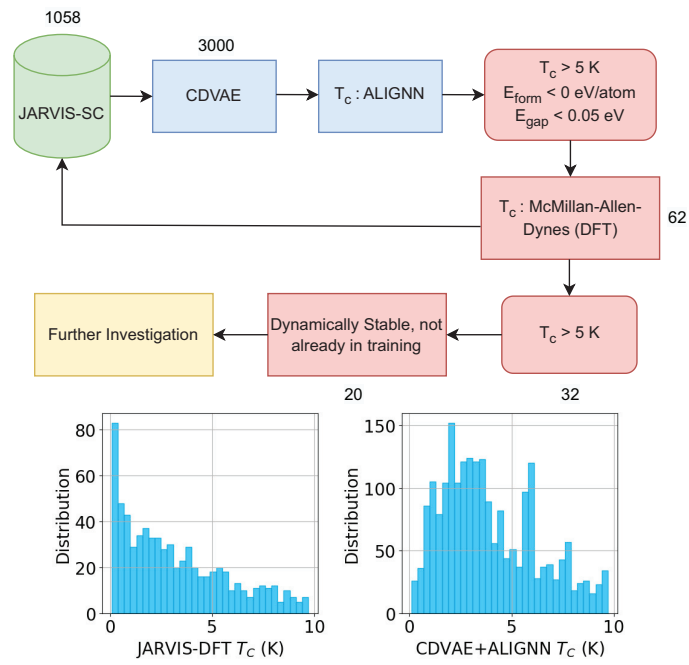 1058
JARVIS-SC
3000
CDVAE
T_c : ALIGNN
T_c > 5 K
E_form < 0 eV/atom
E_gap < 0.05 eV
T_c : McMillan-Allen-
Dynes (DFT)
62
T_c > 5 K
32
Dynamically Stable, not
already in training
20
Further Investigation
80
60
40
20
0
Distribution
0 5 10
JARVIS-DFT T_C (K)
150
100
50
0
Distribution
0 5 10
CDVAE+ALIGNN T_C (K)